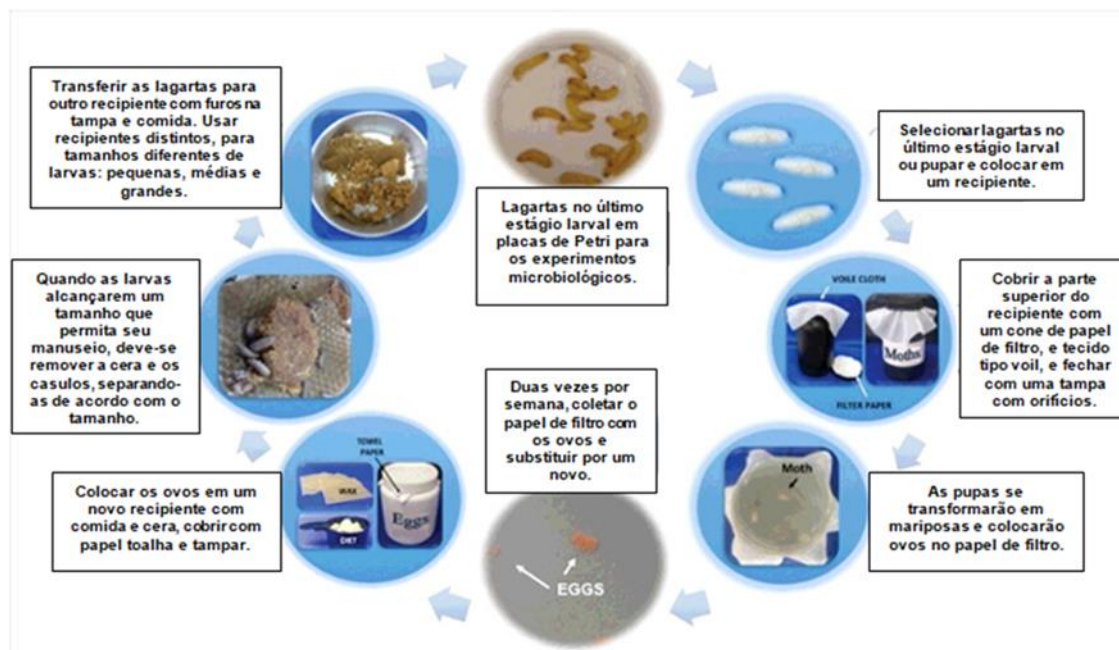 Transferir as lagartas para
outro recipiente com furos na
tampa e comida. Usar
recipientes distintos, para
tamanhos diferentes de
larvas: pequenas, médias e
grandes.
Lagartas no último
estágio larval em
placas de Petri para
os experimentos
microbiológicos.
Selecionar lagartas no
último estágio larval
ou pupar e colocar em
um recipiente.
Quando as larvas
alcançarem um
tamanho que
permita seu
manuseio, deve-se
remover a cera e os
casulos, separando-
as de acordo com o
tamanho.
VOILE CLOTH
Moths
FILTER PAPER
Cobrir a parte
superior do
recipiente com
um cone de papel
de filtro, e tecido
tipo voil, e fechar
com uma tampa
com orifícios.
Duas vezes por
semana, coletar o
papel de filtro com
os ovos e
substituir por um
novo.
Colocar os ovos em um
novo recipiente com
comida e cera, cobrir com
papel toalha e tampar.
TOWEL
PAPER
WAX
DIET
Eggs
EGGS
Moth
As pupas se
transformarão em
mariposas e colocarão
ovos no papel de filtro.